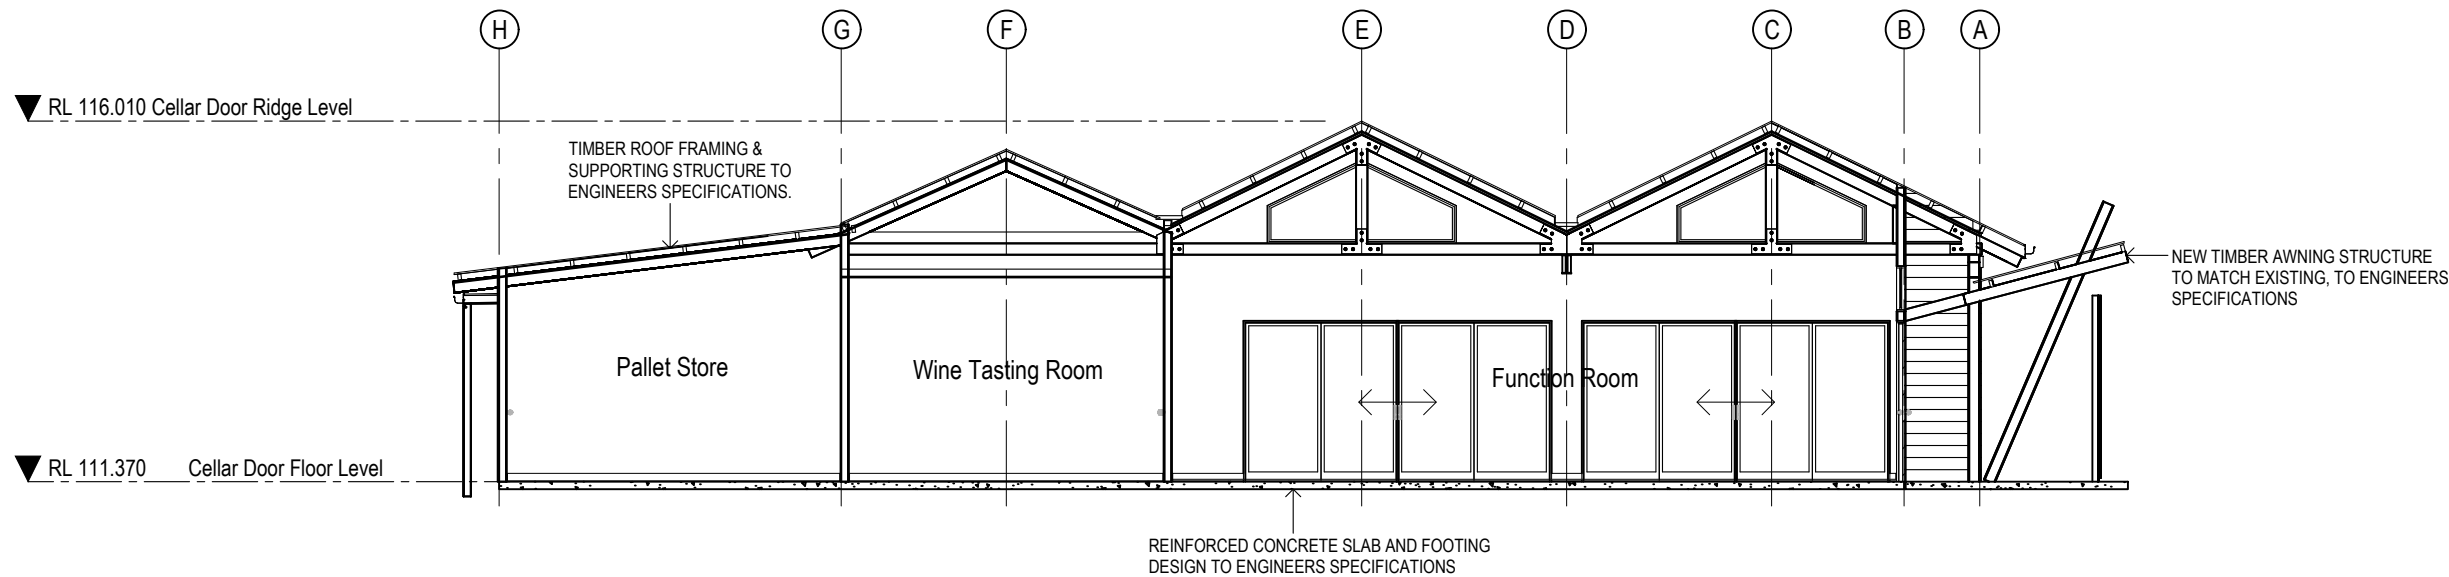 H
G
F
E
D
C
B
A
RL 116.010 Cellar Door Ridge Level
TIMBER ROOF FRAMING &
SUPPORTING STRUCTURE TO
ENGINEERS SPECIFICATIONS.
NEW TIMBER AWNING STRUCTURE
TO MATCH EXISTING, TO ENGINEERS
SPECIFICATIONS
Pallet Store
Wine Tasting Room
Function Room
RL 111.370 Cellar Door Floor Level
REINFORCED CONCRETE SLAB AND FOOTING
DESIGN TO ENGINEERS SPECIFICATIONS